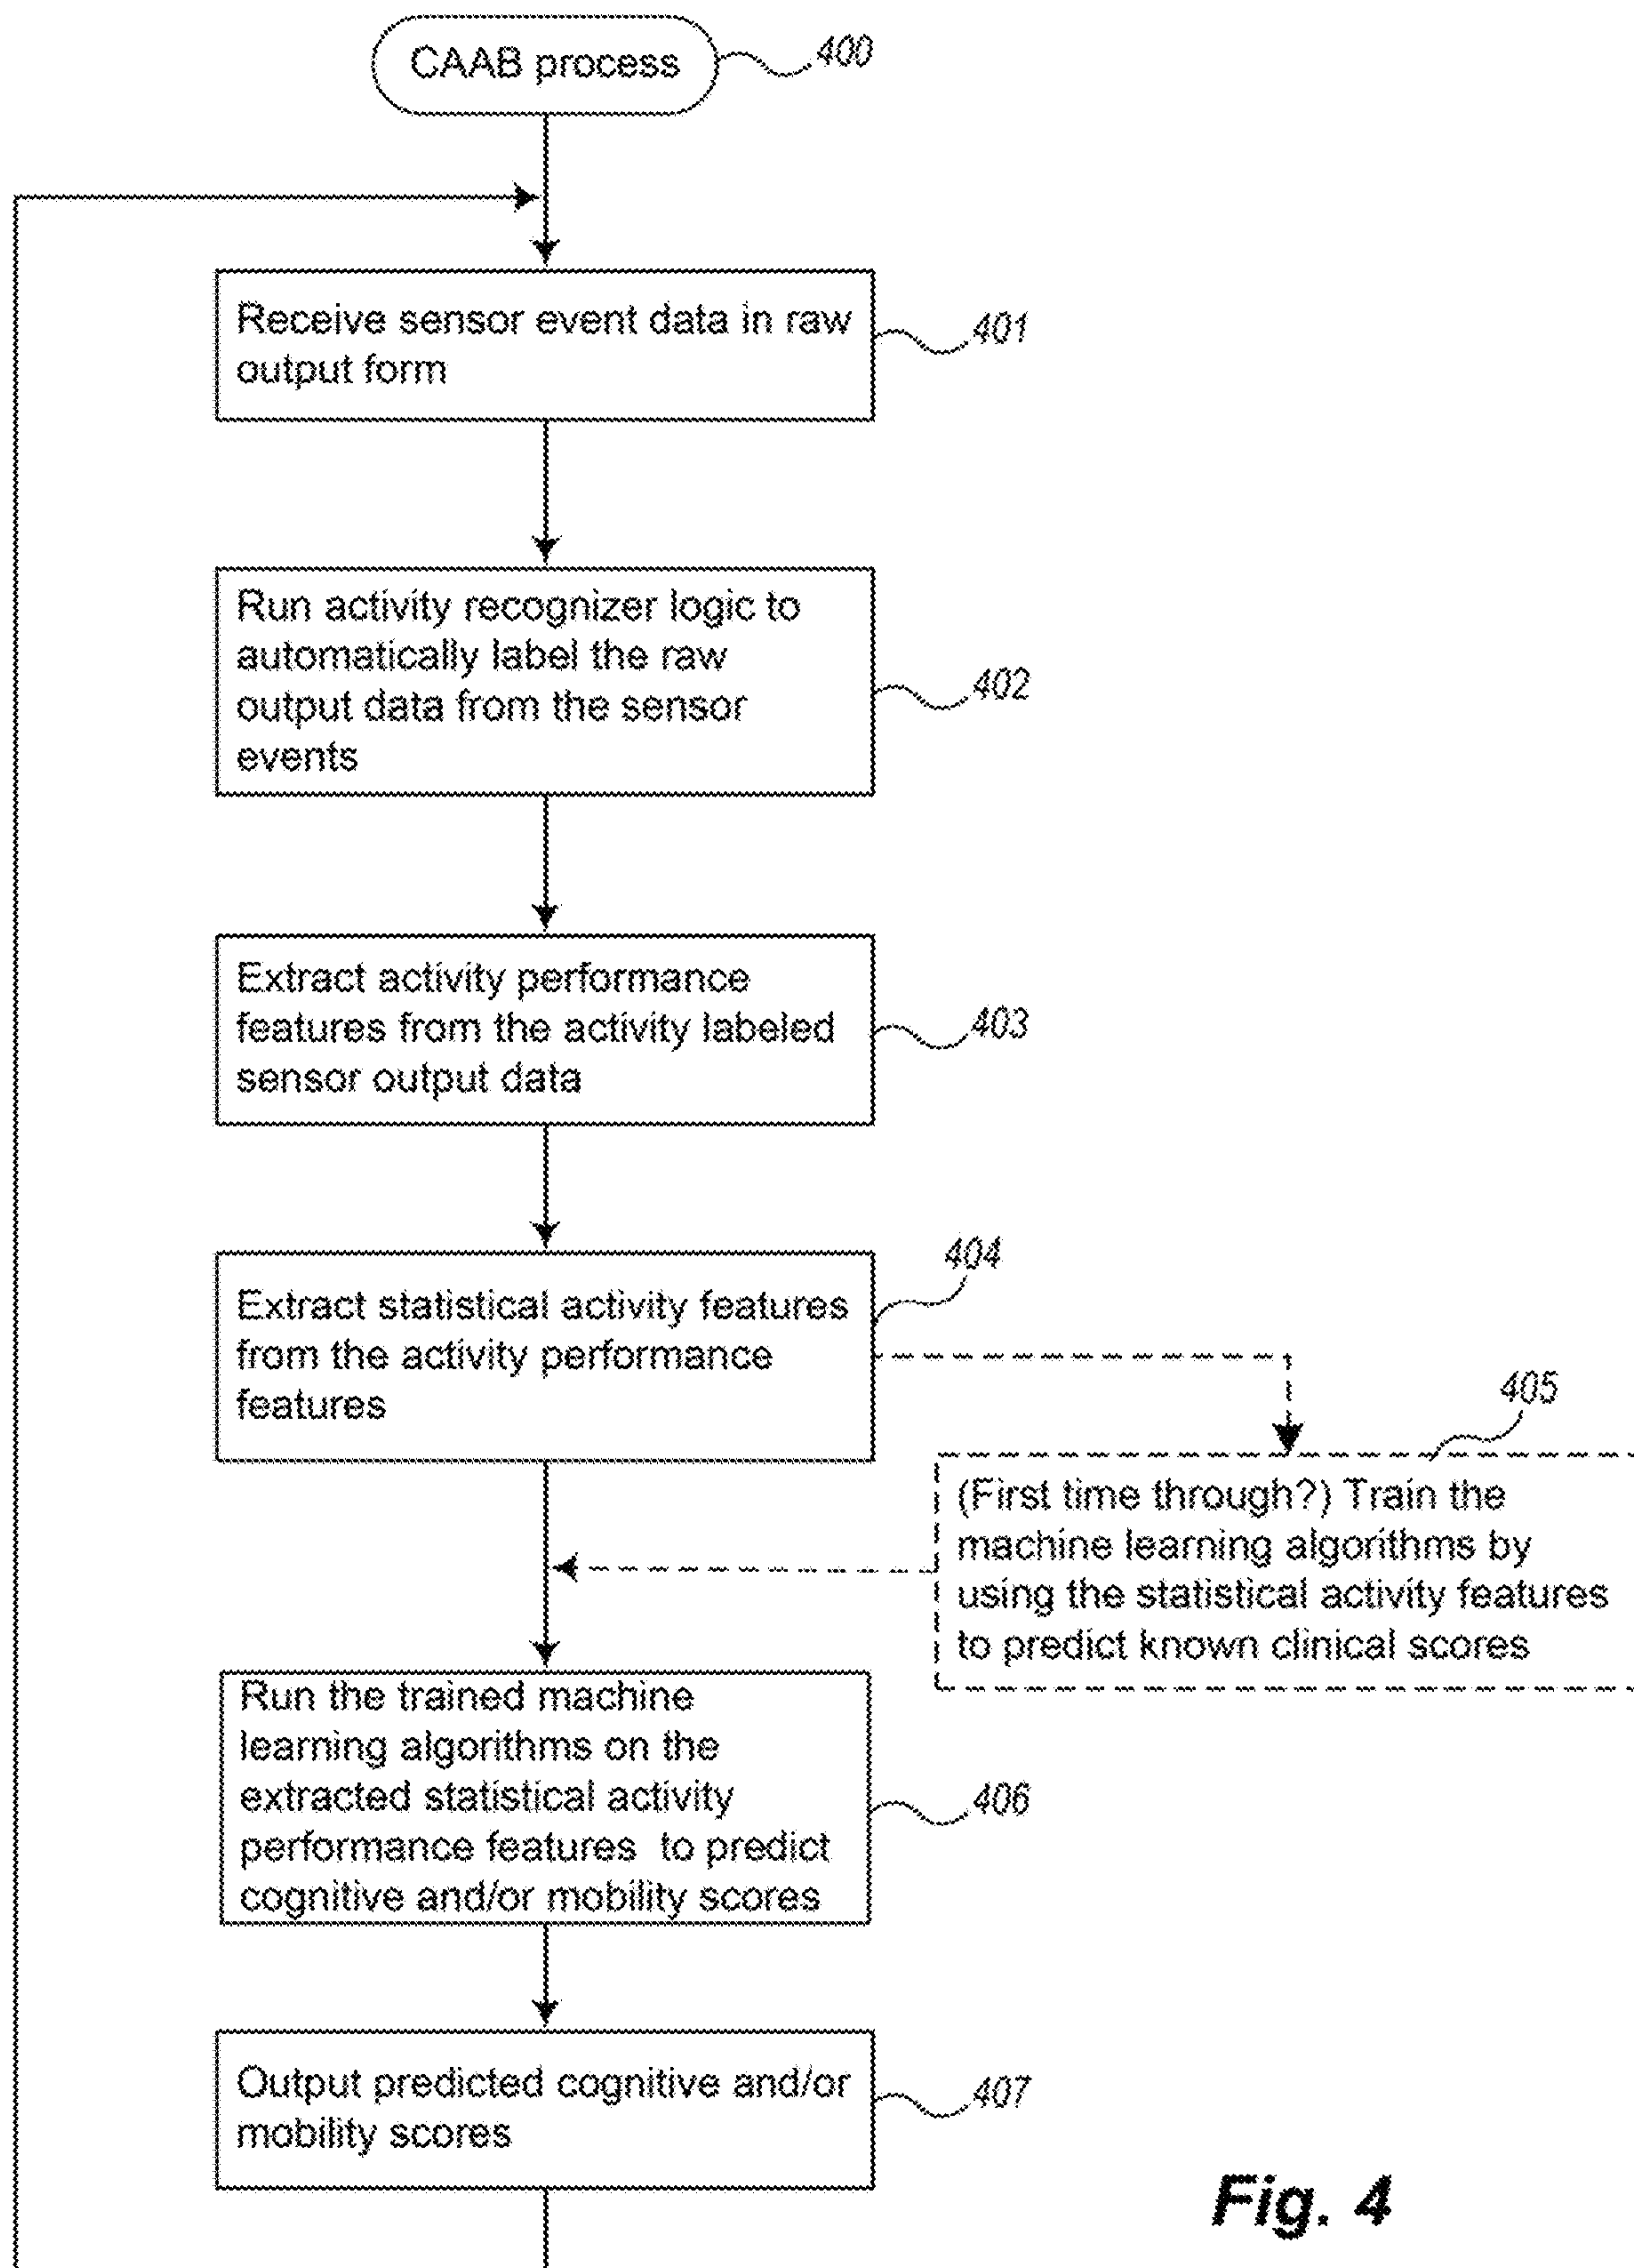 CAAB process
400
Receive sensor event data in raw
output form
401
Run activity recognizer logic to
automatically label the raw
output data from the sensor
events
402
Extract activity performance
features from the activity labeled
sensor output data
403
Extract statistical activity features
from the activity performance
features
404
405
(First time through?) Train the
machine learning algorithms by
using the statistical activity features
to predict known clinical scores
Run the trained machine
learning algorithms on the
extracted statistical activity
performance features to predict
cognitive and/or mobility scores
406
Output predicted cognitive and/or
mobility scores
407
Fig. 4